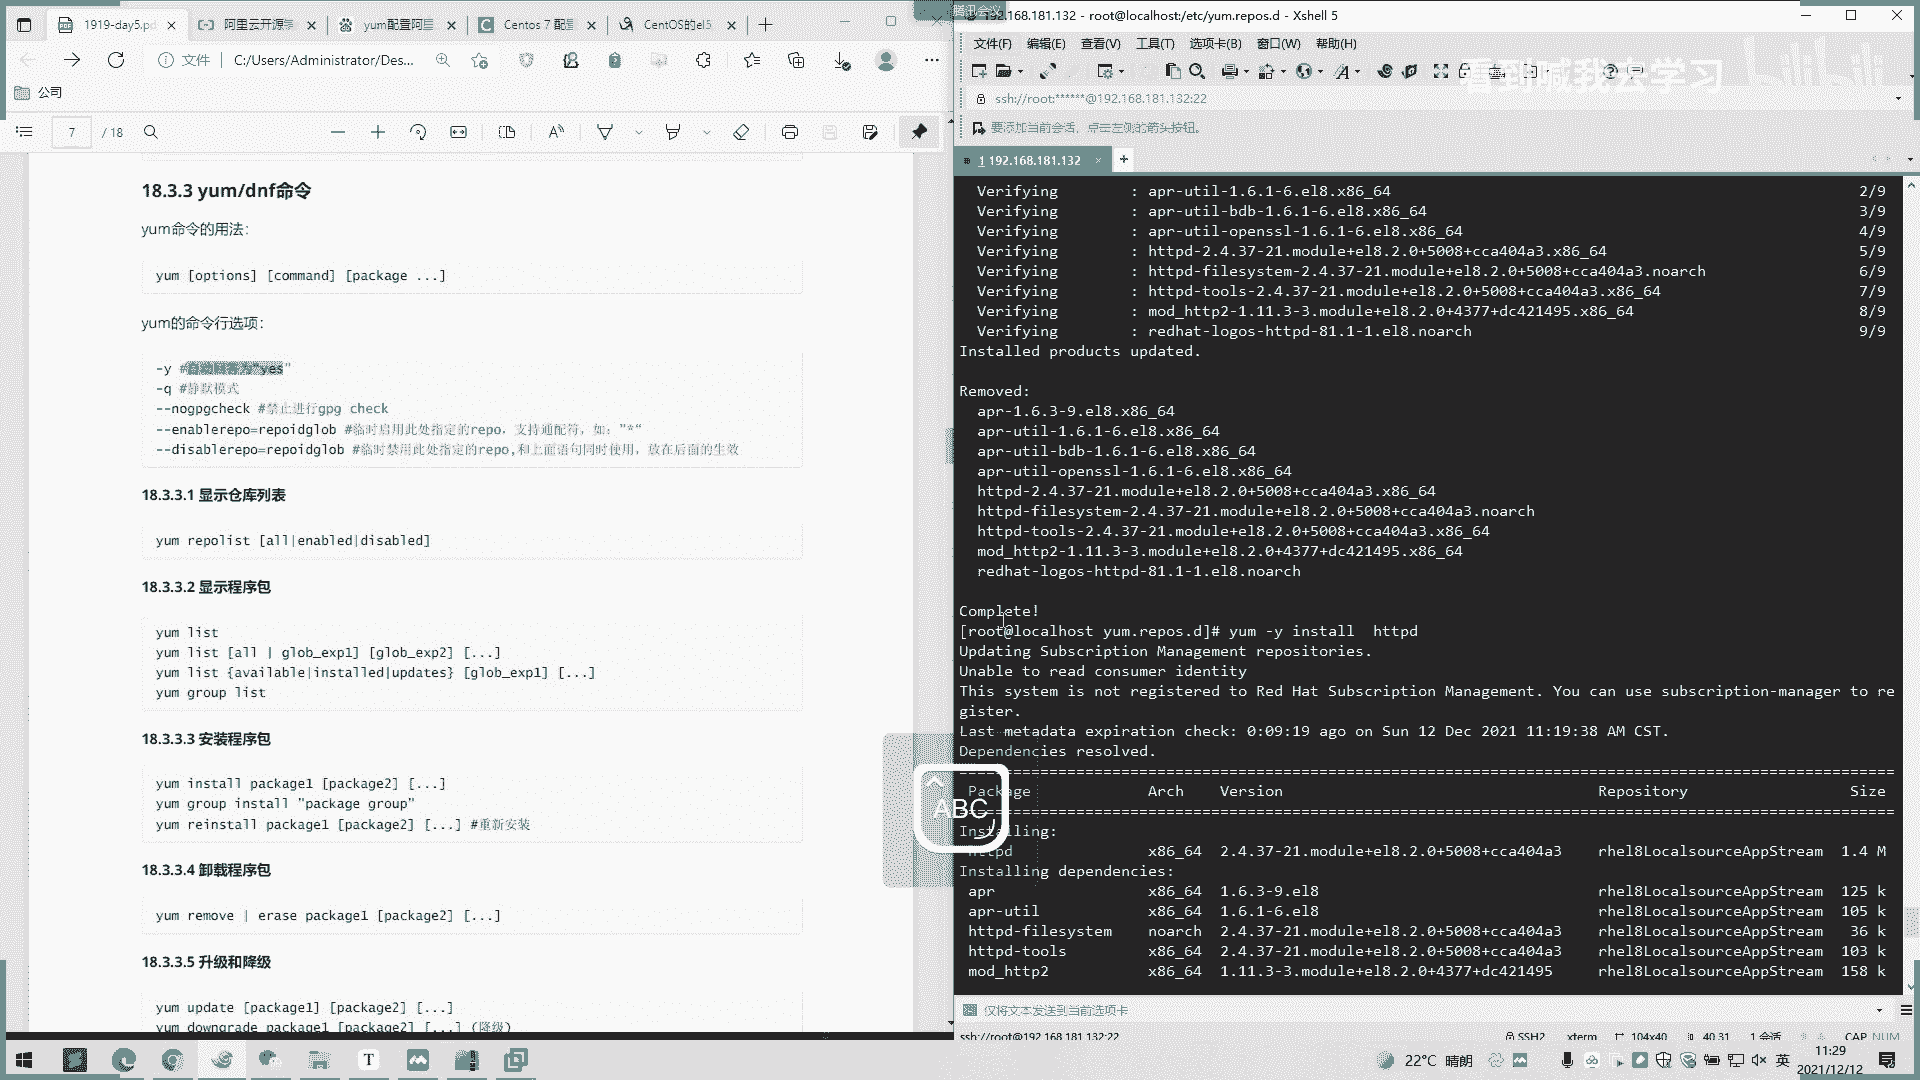 1919-day5.pd
阿里云开源
yum配置阿里
Centos 7 配置
CentOS的el5
文件
C:/Users/Administrator/Des...
公司
7 / 18
18.3.3 yum/dnf命令
yum命令的用法：
yum [options] [command] [package ...]
yum的命令行选项：
-y #自动回答为"yes"
-q #静默模式
--nogpgcheck #禁止进行gpg check
--enablerepo=repoidglob #临时启用此处指定的repo，支持通配符，如："*"
--disablerepo=repoidglob #临时禁用此处指定的repo,和上面语句同时使用，放在后面的生效
18.3.3.1 显示仓库列表
yum repolist [all|enabled|disabled]
18.3.3.2 显示程序包
yum list
yum list [all | glob_exp1] [glob_exp2] [...]
yum list {available|installed|updates} [glob_exp1] [...]
yum group list
18.3.3.3 安装程序包
yum install package1 [package2] [...]
yum group install "package group"
yum reinstall package1 [package2] [...] #重新安装
18.3.3.4 卸载程序包
yum remove | erase package1 [package2] [...]
18.3.3.5 升级和降级
yum update [package1] [package2] [...]
yum downgrade package1 [package2] [...] (降级)
腾讯会议
192.168.181.132 - root@localhost:/etc/yum.repos.d - Xshell 5
文件(F) 编辑(E) 查看(V) 工具(T) 选项卡(B) 窗口(W) 帮助(H)
看到喊我去学习
bilibili
ssh://root:******@192.168.181.132:22
要添加当前会话，点击左侧的箭头按钮。
1 192.168.181.132
Verifying : apr-util-1.6.1-6.el8.x86_64 2/9
Verifying : apr-util-bdb-1.6.1-6.el8.x86_64 3/9
Verifying : apr-util-openssl-1.6.1-6.el8.x86_64 4/9
Verifying : httpd-2.4.37-21.module+el8.2.0+5008+cca404a3.x86_64 5/9
Verifying : httpd-filesystem-2.4.37-21.module+el8.2.0+5008+cca404a3.noarch 6/9
Verifying : httpd-tools-2.4.37-21.module+el8.2.0+5008+cca404a3.x86_64 7/9
Verifying : mod_http2-1.11.3-3.module+el8.2.0+4377+dc421495.x86_64 8/9
Verifying : redhat-logos-httpd-81.1-1.el8.noarch 9/9
Installed products updated.
Removed:
apr-1.6.3-9.el8.x86_64
apr-util-1.6.1-6.el8.x86_64
apr-util-bdb-1.6.1-6.el8.x86_64
apr-util-openssl-1.6.1-6.el8.x86_64
httpd-2.4.37-21.module+el8.2.0+5008+cca404a3.x86_64
httpd-filesystem-2.4.37-21.module+el8.2.0+5008+cca404a3.noarch
httpd-tools-2.4.37-21.module+el8.2.0+5008+cca404a3.x86_64
mod_http2-1.11.3-3.module+el8.2.0+4377+dc421495.x86_64
redhat-logos-httpd-81.1-1.el8.noarch
Complete!
[root@localhost yum.repos.d]# yum -y install  httpd
Updating Subscription Management repositories.
Unable to read consumer identity
This system is not registered to Red Hat Subscription Management. You can use subscription-manager to re
gister.
Last metadata expiration check: 0:09:19 ago on Sun 12 Dec 2021 11:19:38 AM CST.
Dependencies resolved.
Package Arch Version Repository Size
Installing:
httpd x86_64 2.4.37-21.module+el8.2.0+5008+cca404a3 rhel8LocalsourceAppStream 1.4 M
Installing dependencies:
apr x86_64 1.6.3-9.el8 rhel8LocalsourceAppStream 125 k
apr-util x86_64 1.6.1-6.el8 rhel8LocalsourceAppStream 105 k
httpd-filesystem noarch 2.4.37-21.module+el8.2.0+5008+cca404a3 rhel8LocalsourceAppStream 36 k
httpd-tools x86_64 2.4.37-21.module+el8.2.0+5008+cca404a3 rhel8LocalsourceAppStream 103 k
mod_http2 x86_64 1.11.3-3.module+el8.2.0+4377+dc421495 rhel8LocalsourceAppStream 158 k
ABC
仅将文本发送到当前选项卡
ssh://root@192.168.181.132:22 SSH2 xterm 104x40 40,31 1 会话 CAP NUM
22°C 晴朗
英
11:29
2021/12/12